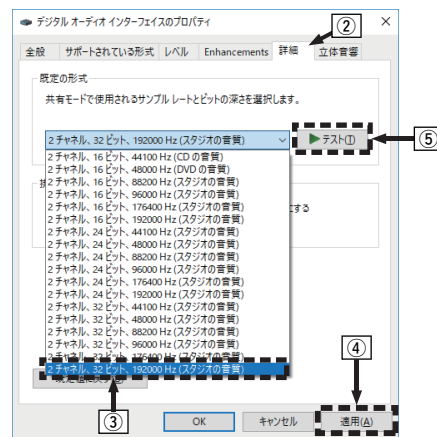 デジタル オーディオ インターフェイスのプロパティ
②
×
全般 サポートされている形式 レベル Enhancements 詳細 立体音響
既定の形式
共有モードで使用されるサンプル レートとビットの深さを選択します。
2 チャネル、32 ビット、192000 Hz (スタジオの音質)
▶テスト(T)
⑤
2 チャネル、16 ビット、44100 Hz (CD の音質)
2 チャネル、16 ビット、48000 Hz (DVD の音質)
2 チャネル、16 ビット、88200 Hz (スタジオの音質)
2 チャネル、16 ビット、96000 Hz (スタジオの音質)
2 チャネル、16 ビット、176400 Hz (スタジオの音質)
2 チャネル、16 ビット、192000 Hz (スタジオの音質)
2 チャネル、24 ビット、44100 Hz (スタジオの音質)
2 チャネル、24 ビット、48000 Hz (スタジオの音質)
2 チャネル、24 ビット、88200 Hz (スタジオの音質)
2 チャネル、24 ビット、96000 Hz (スタジオの音質)
2 チャネル、24 ビット、176400 Hz (スタジオの音質)
2 チャネル、24 ビット、192000 Hz (スタジオの音質)
2 チャネル、32 ビット、44100 Hz (スタジオの音質)
2 チャネル、32 ビット、48000 Hz (スタジオの音質)
2 チャネル、32 ビット、88200 Hz (スタジオの音質)
2 チャネル、32 ビット、96000 Hz (スタジオの音質)
2 チャネル、32 ビット、176400 Hz (スタジオの音質)
2 チャネル、32 ビット、192000 Hz (スタジオの音質)
にする
④
③
OK キャンセル 適用(A)